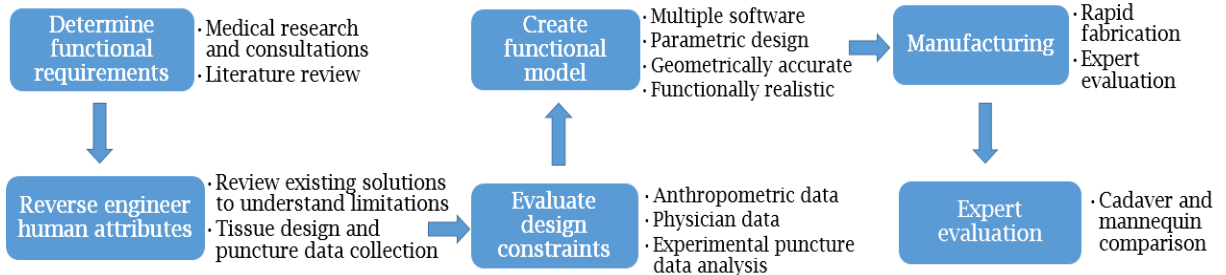 Determine
functional
requirements
· Medical research
and consultations
· Literature review
Reverse engineer
human attributes
· Review existing solutions
to understand limitations
· Tissue design and
puncture data collection
Evaluate
design
constraints
· Anthropometric data
· Physician data
· Experimental puncture
data analysis
Create
functional
model
· Multiple software
· Parametric design
· Geometrically accurate
· Functionally realistic
Manufacturing
· Rapid
fabrication
· Expert
evaluation
Expert
evaluation
· Cadaver and
mannequin
comparison